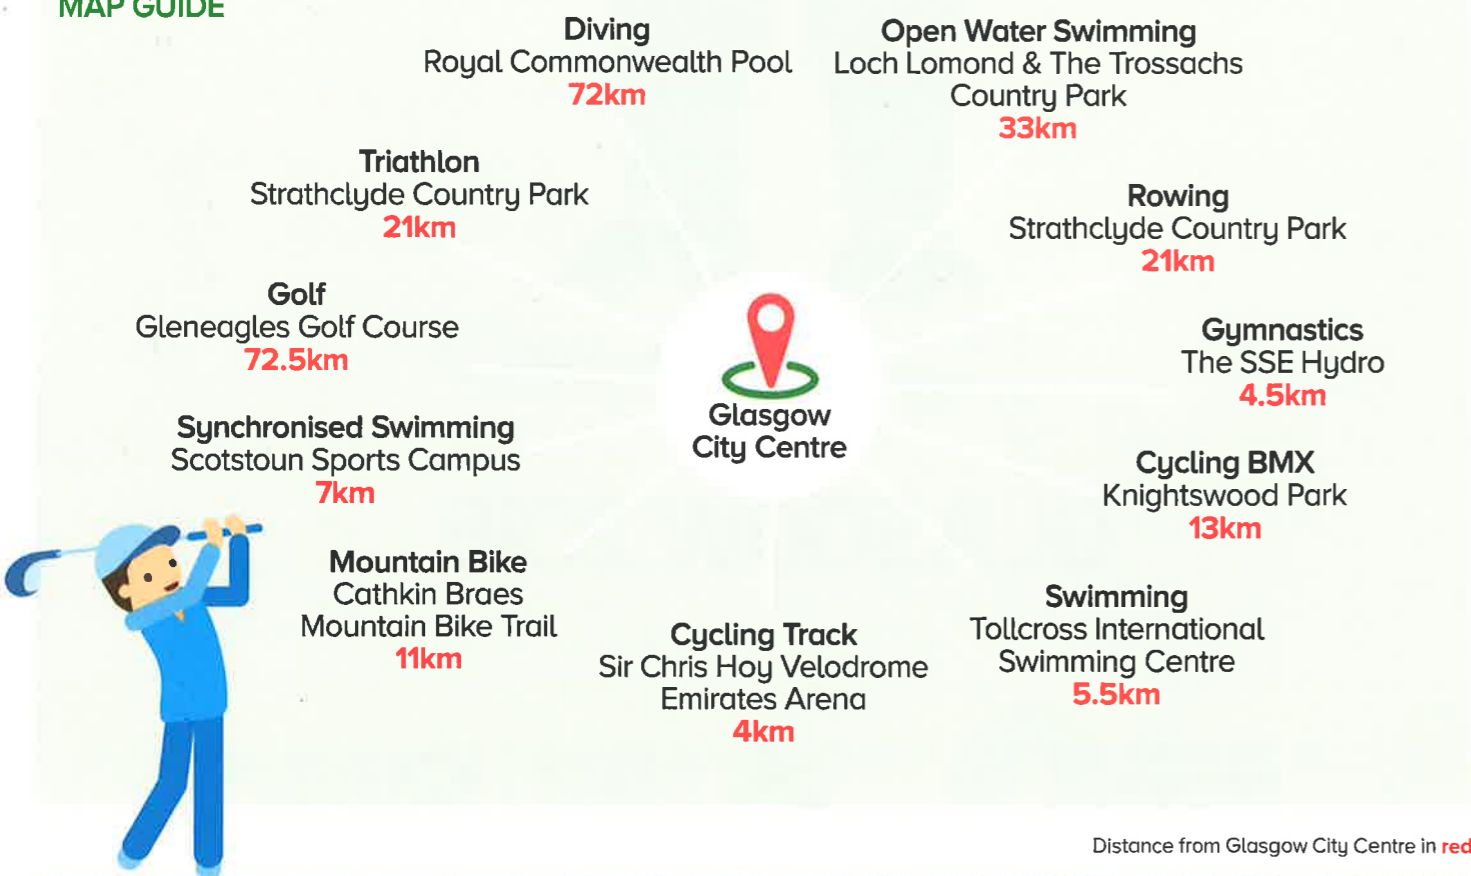 MAP GUIDE
Diving
Royal Commonwealth Pool
72km
Open Water Swimming
Loch Lomond & The Trossachs
Country Park
33km
Triathlon
Strathclyde Country Park
21km
Rowing
Strathclyde Country Park
21km
Golf
Gleneagles Golf Course
72.5km
Gymnastics
The SSE Hydro
4.5km
Glasgow
City Centre
Synchronised Swimming
Scotstoun Sports Campus
7km
Cycling BMX
Knightswood Park
13km
Mountain Bike
Cathkin Braes
Mountain Bike Trail
11km
Cycling Track
Sir Chris Hoy Velodrome
Emirates Arena
4km
Swimming
Tollcross International
Swimming Centre
5.5km
Distance from Glasgow City Centre in red